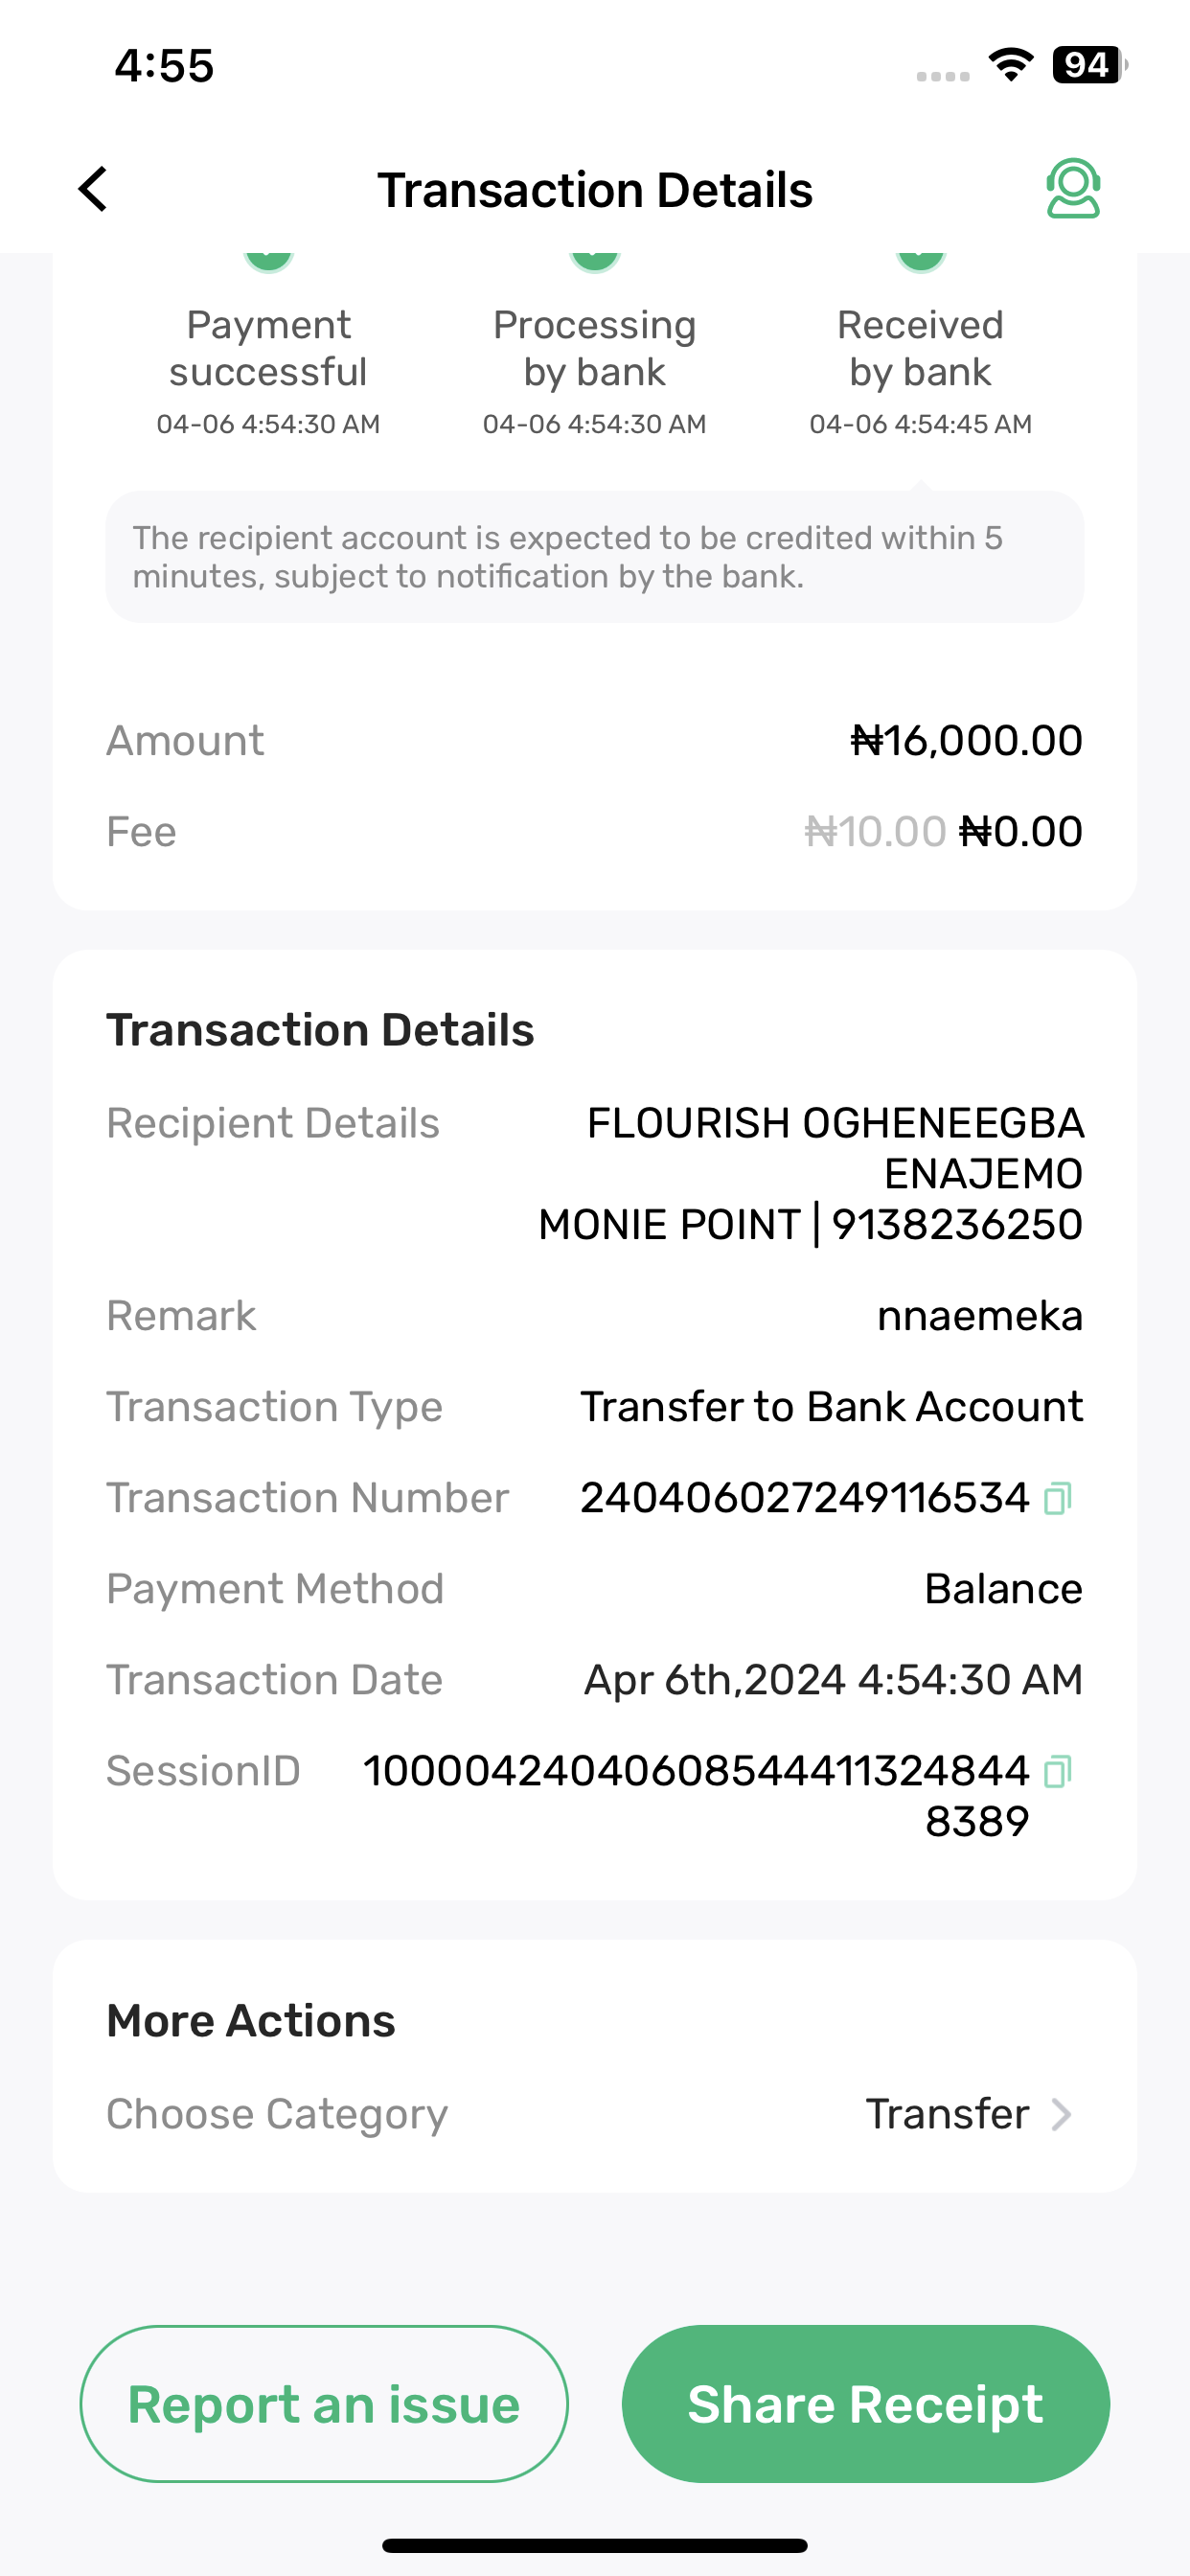 4:55
94
Transaction Details
Payment successful
04-06 4:54:30 AM
Processing by bank
04-06 4:54:30 AM
Received by bank
04-06 4:54:45 AM
The recipient account is expected to be credited within 5
minutes, subject to notification by the bank.
Amount ₦16,000.00
Fee ₦10.00 ₦0.00
Transaction Details
Recipient Details FLOURISH OGHENEEGBA
ENAJEMO
MONIE POINT | 9138236250
Remark nnaemeka
Transaction Type Transfer to Bank Account
Transaction Number 240406027249116534
Payment Method Balance
Transaction Date Apr 6th,2024 4:54:30 AM
SessionID 10000424040608544411324844
8389
More Actions
Choose Category Transfer
Report an issue
Share Receipt